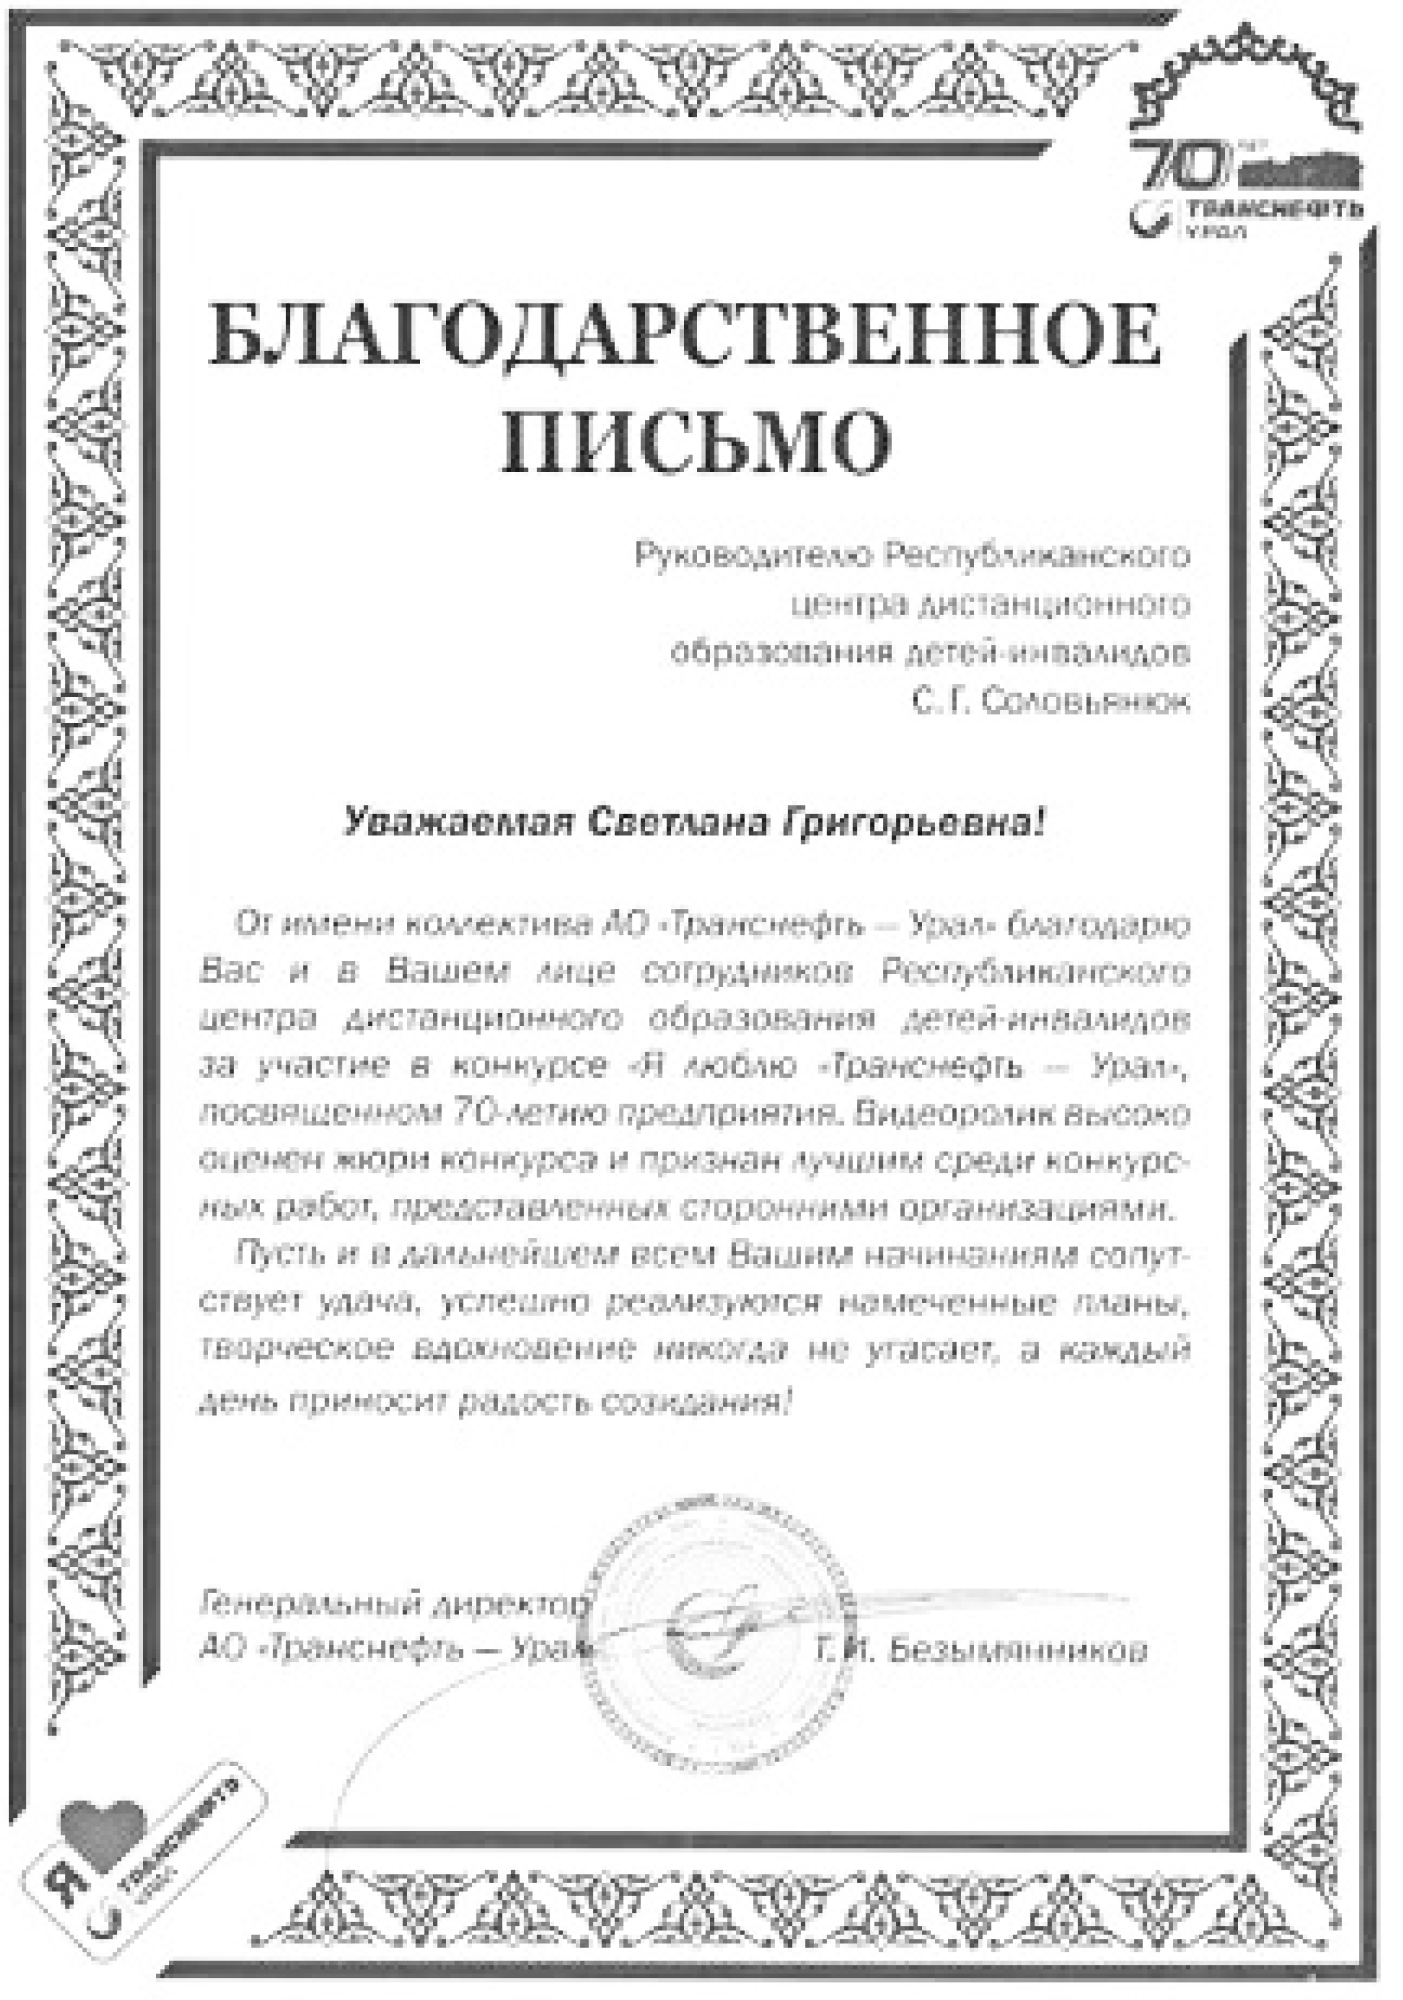 70 лет
ТРАНСНЕФТЬ
УРАЛ
БЛАГОДАРСТВЕННОЕ
ПИСЬМО
Руководителю Республиканского
центра дистанционного
образования детей-инвалидов
С. Г. Соловьянюк
Уважаемая Светлана Григорьевна!
От имени коллектива АО «Транснефть – Урал» благодарю
Вас и в Вашем лице сотрудников Республиканского
центра дистанционного образования детей-инвалидов
за участие в конкурсе «Я люблю «Транснефть – Урал»,
посвященном 70-летию предприятия. Видеоролик высоко
оценен жюри конкурса и признан лучшим среди конкурс-
ных работ, представленных сторонними организациями.
Пусть и в дальнейшем всем Вашим начинаниям сопут-
ствует удача, успешно реализуются намеченные планы,
творческое вдохновение никогда не угасает, а каждый
день приносит радость созидания!
Генеральный директор
АО «Транснефть – Урал»
Т. И. Безымянников
Я
ТРАНСНЕФТЬ
УРАЛ